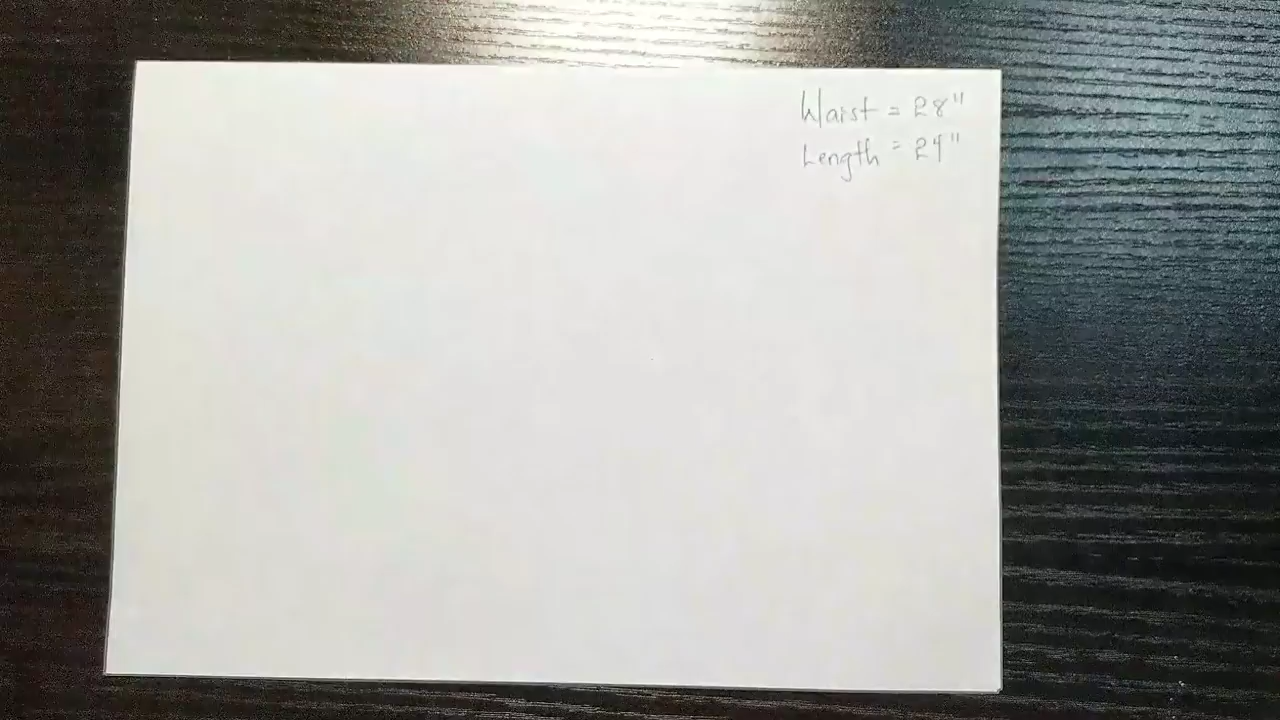 Waist = 28"
Length = 24"